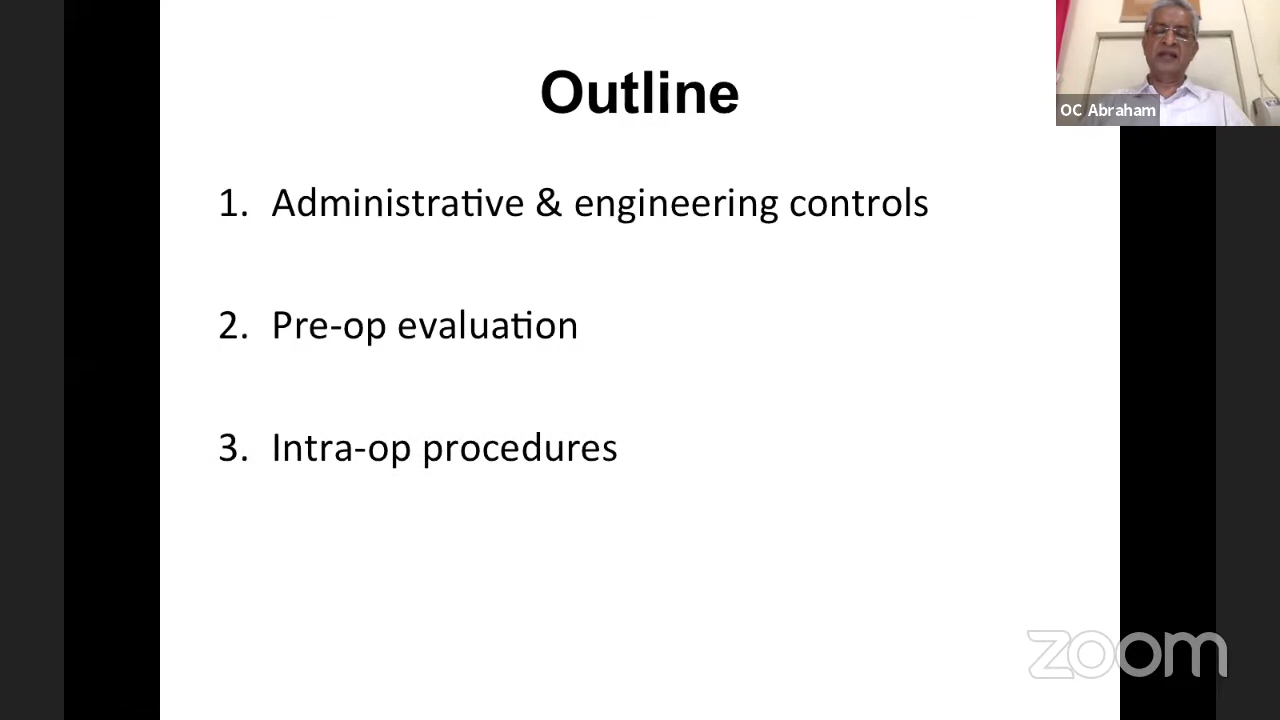 Outline
OC Abraham
1. Administrative & engineering controls
2. Pre-op evaluation
3. Intra-op procedures
zoom